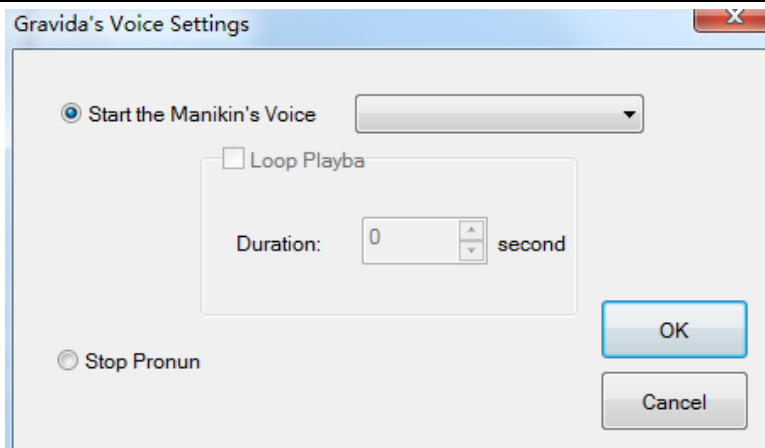 Gravida's Voice Settings
Start the Manikin's Voice
Loop Playba
Duration: 0 second
Stop Pronun
OK
Cancel